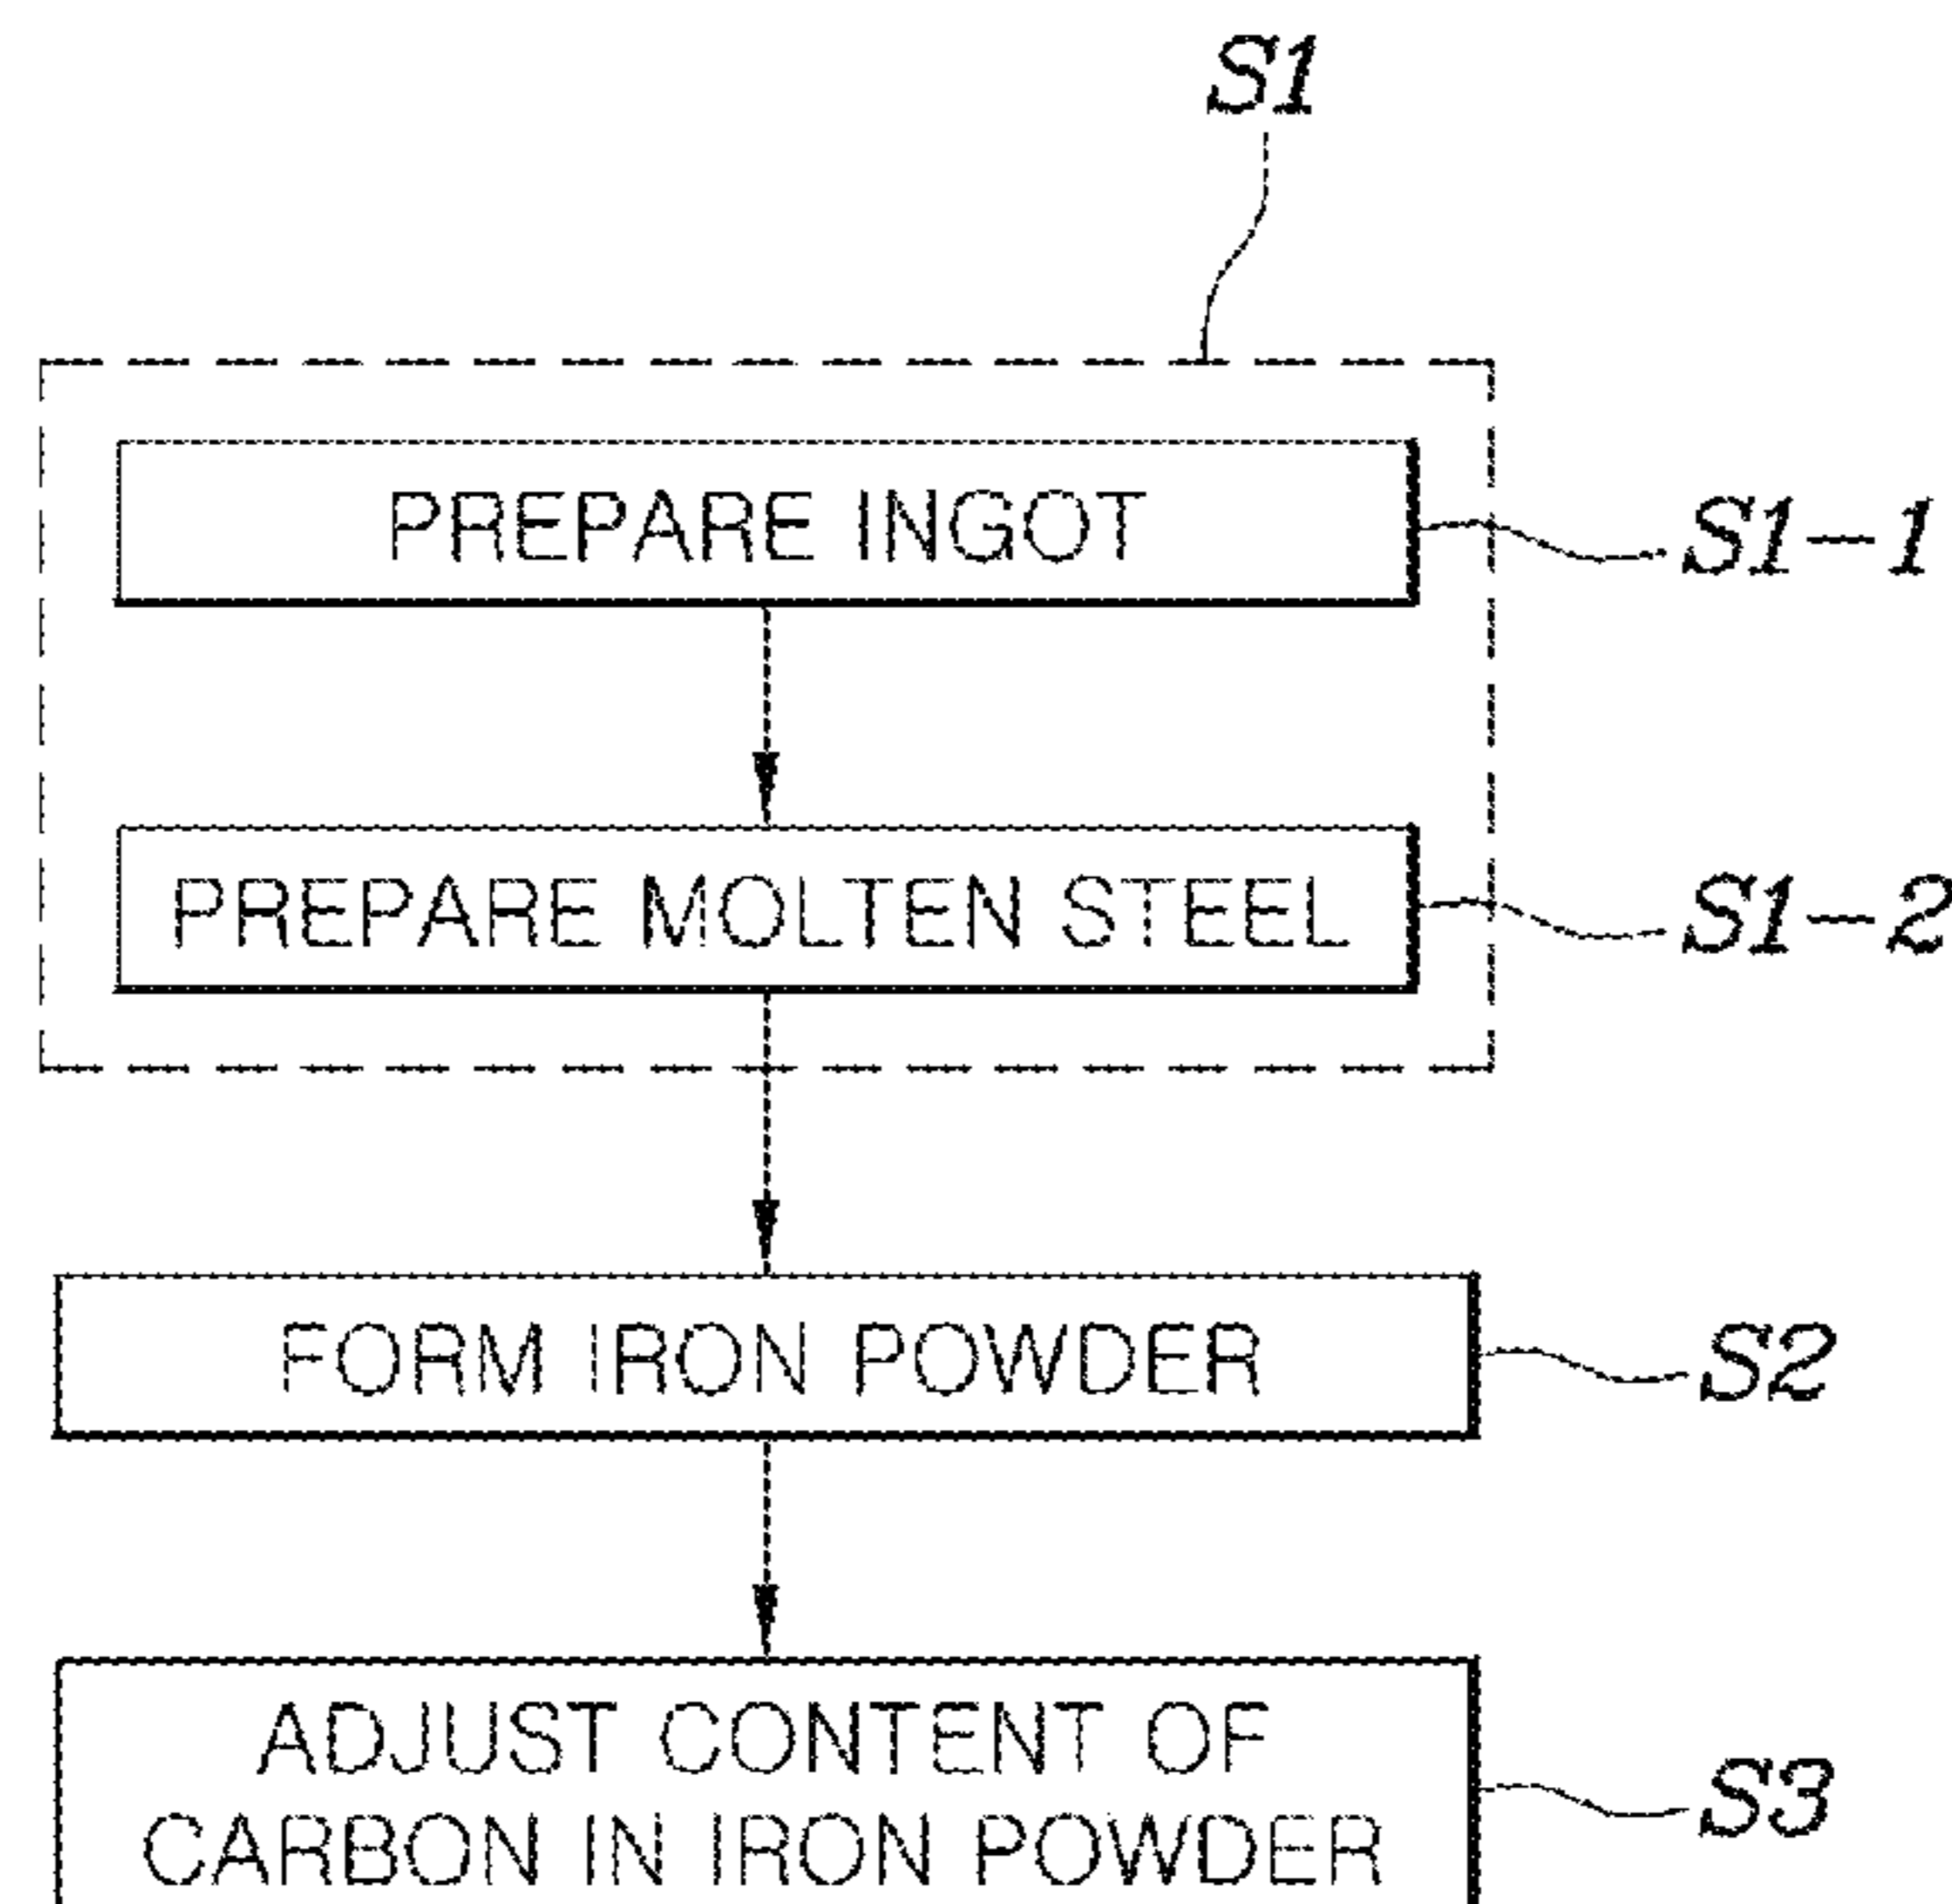 S1
PREPARE INGOT
S1-1
PREPARE MOLTEN STEEL
S1-2
FORM IRON POWDER
S2
ADJUST CONTENT OF
CARBON IN IRON POWDER
S3